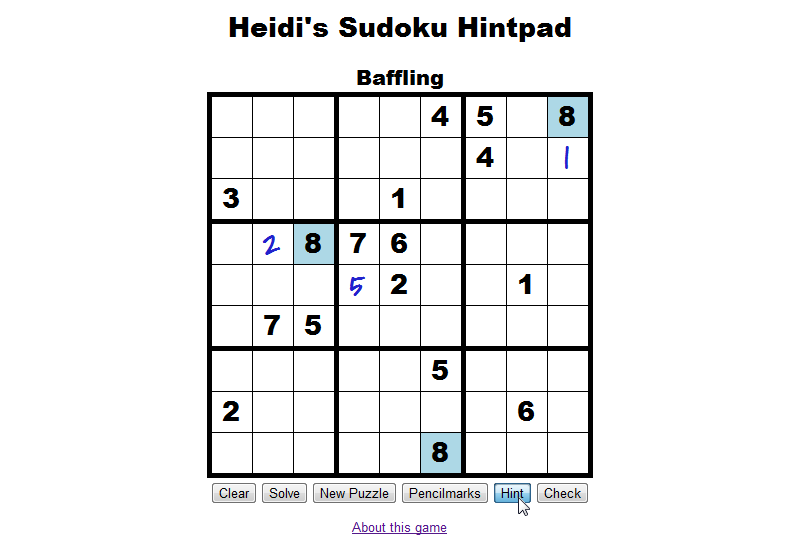 Heidi's Sudoku Hintpad
Baffling
4 5 8
4 1
3 1
2 8 7 6
5 2 1
7 5
5
2 6
8
Clear Solve New Puzzle Pencilmarks Hint Check
About this game